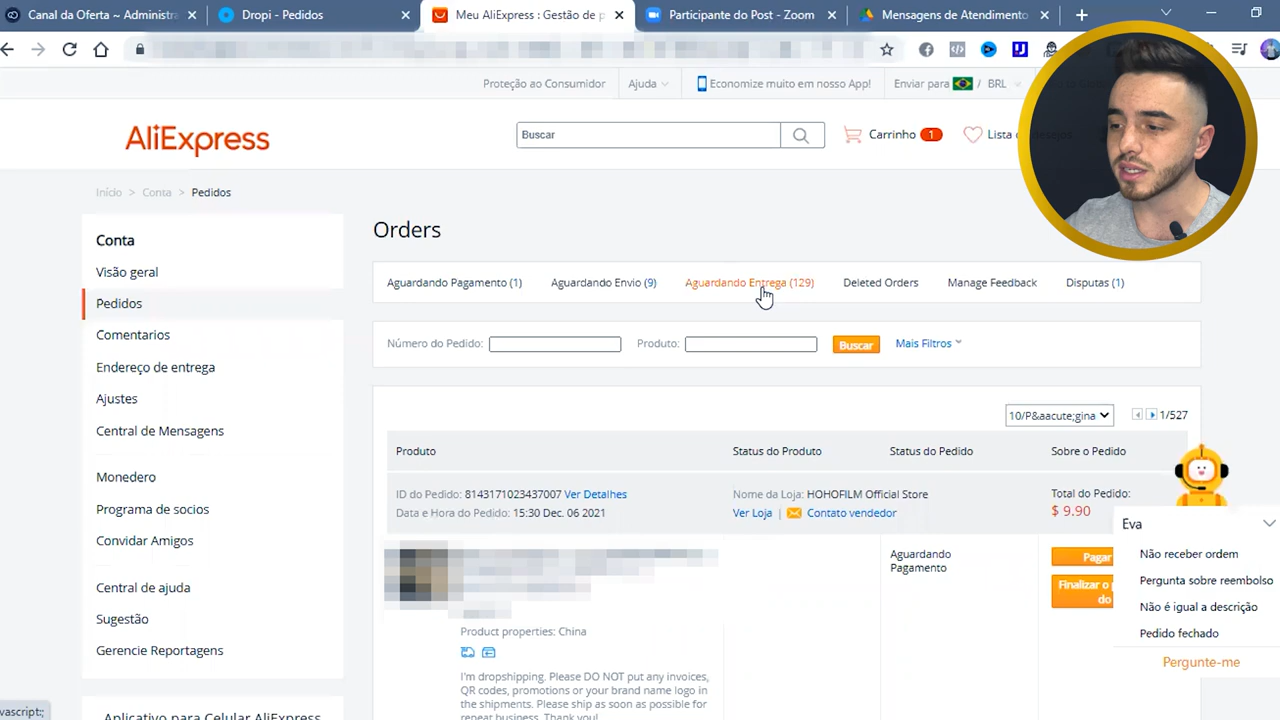 Canal da Oferta ~ Administra
Dropi - Pedidos
Meu AliExpress : Gestão de p
Participante do Post - Zoom
Mensagens de Atendimento
Proteção ao Consumidor
Ajuda
Economize muito em nosso App!
Enviar para / BRL
AliExpress
Buscar
Carrinho 1
Lista
Início > Conta > Pedidos
Conta
Visão geral
Pedidos
Comentarios
Endereço de entrega
Ajustes
Central de Mensagens
Monedero
Programa de socios
Convidar Amigos
Central de ajuda
Sugestão
Gerencie Reportagens
Aplicativo para Celular AliExpress
Orders
Aguardando Pagamento (1)
Aguardando Envio (9)
Aguardando Entrega (129)
Deleted Orders
Manage Feedback
Disputas (1)
Número do Pedido:
Produto:
Buscar
Mais Filtros
10/P&aacute;gina
1/527
Produto
Status do Produto
Status do Pedido
Sobre o Pedido
ID do Pedido: 8143171023437007 Ver Detalhes
Data e Hora do Pedido: 15:30 Dec. 06 2021
Nome da Loja: HOHOFILM Official Store
Ver Loja | Contato vendedor
Total do Pedido:
$ 9.90
Aguardando
Pagamento
Pagar
Finalizar o p
do
Product properties: China
I'm dropshipping. Please DO NOT put any invoices,
QR codes, promotions or your brand name logo in
the shipments. Please ship as soon as possible for
repeat business. Thank you!
Eva
Não receber ordem
Pergunta sobre reembolso
Não é igual a descrição
Pedido fechado
Pergunte-me
avascript:;